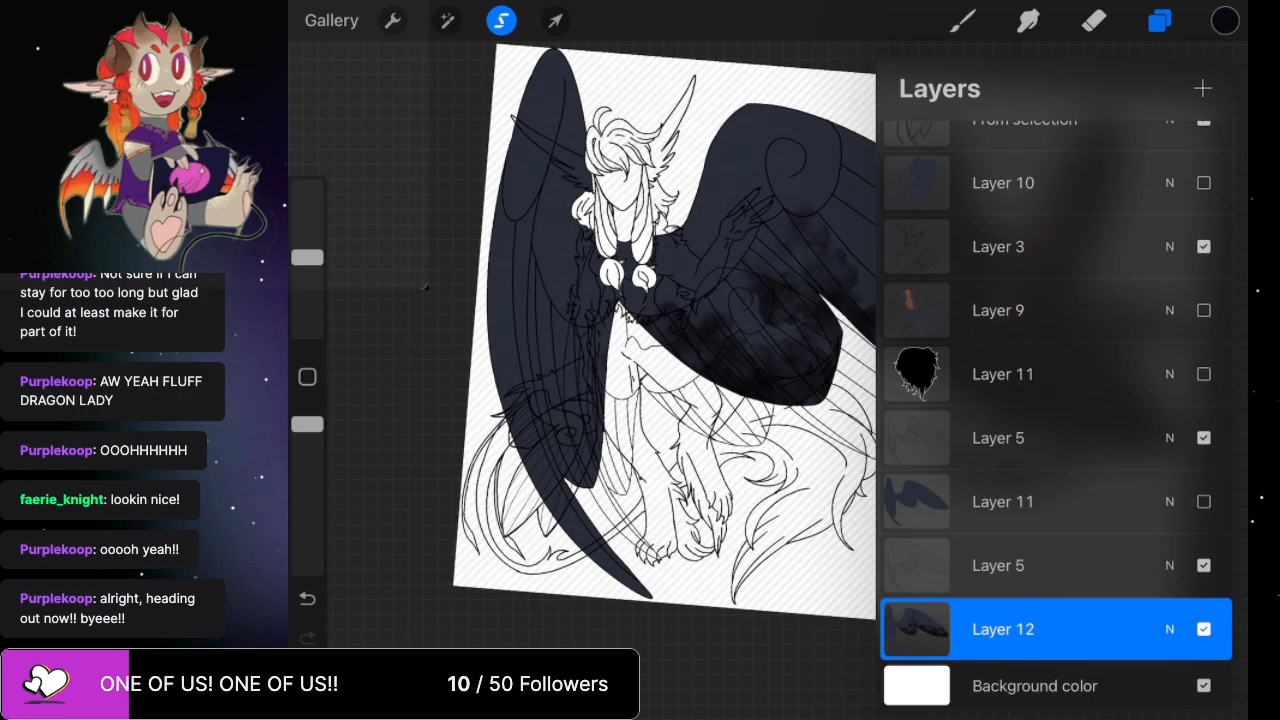 Gallery
Purplekoop: Not sure if I can
stay for too too long but glad
I could at least make it for
part of it!
Purplekoop: AW YEAH FLUFF
DRAGON LADY
Purplekoop: OOOHHHHHH
faerie_knight: lookin nice!
Purplekoop: ooooh yeah!!
Purplekoop: alright, heading
out now!! byeee!!
ONE OF US! ONE OF US!! 10 / 50 Followers
Layers
From selection N
Layer 10 N
Layer 3 N
Layer 9 N
Layer 11 N
Layer 5 N
Layer 11 N
Layer 5 N
Layer 12 N
Background color